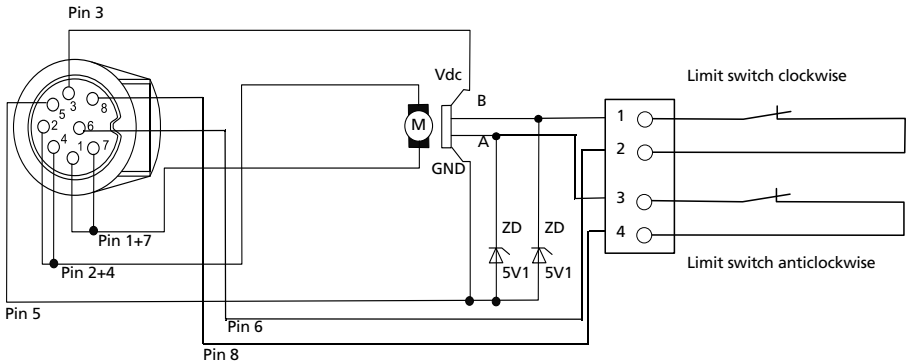 Pin 3
Vdc
Limit switch clockwise
3
8
5
B
1
2
6
M
4
1
7
A
2
GND
3
ZD
ZD
4
Pin 1+7
5V1
5V1
Limit switch anticlockwise
Pin 2+4
Pin 5
Pin 6
Pin 8